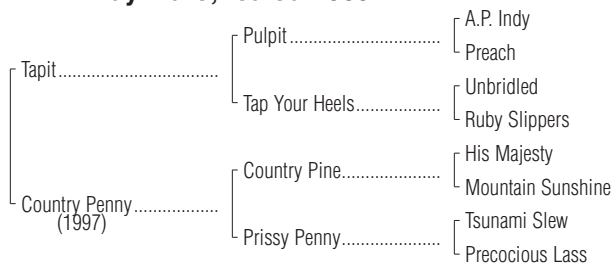 A.P. Indy
Pulpit
Preach
Tapit
Unbridled
Tap Your Heels
Ruby Slippers
His Majesty
Country Pine
Mountain Sunshine
Country Penny
(1997)
Tsunami Slew
Prissy Penny
Precocious Lass